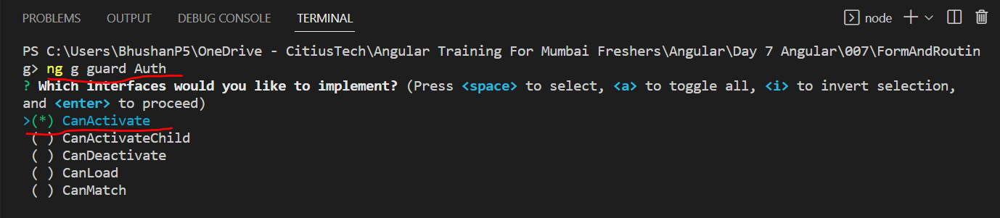 PROBLEMS OUTPUT DEBUG CONSOLE TERMINAL node
PS C:\Users\BhushanP5\OneDrive - CitiusTech\Angular Training For Mumbai Freshers\Angular\Day 7 Angular\007\FormAndRoutin
g> ng g guard Auth
? Which interfaces would you like to implement? (Press <space> to select, <a> to toggle all, <i> to invert selection,
and <enter> to proceed)
>(*) CanActivate
( ) CanActivateChild
( ) CanDeactivate
( ) CanLoad
( ) CanMatch